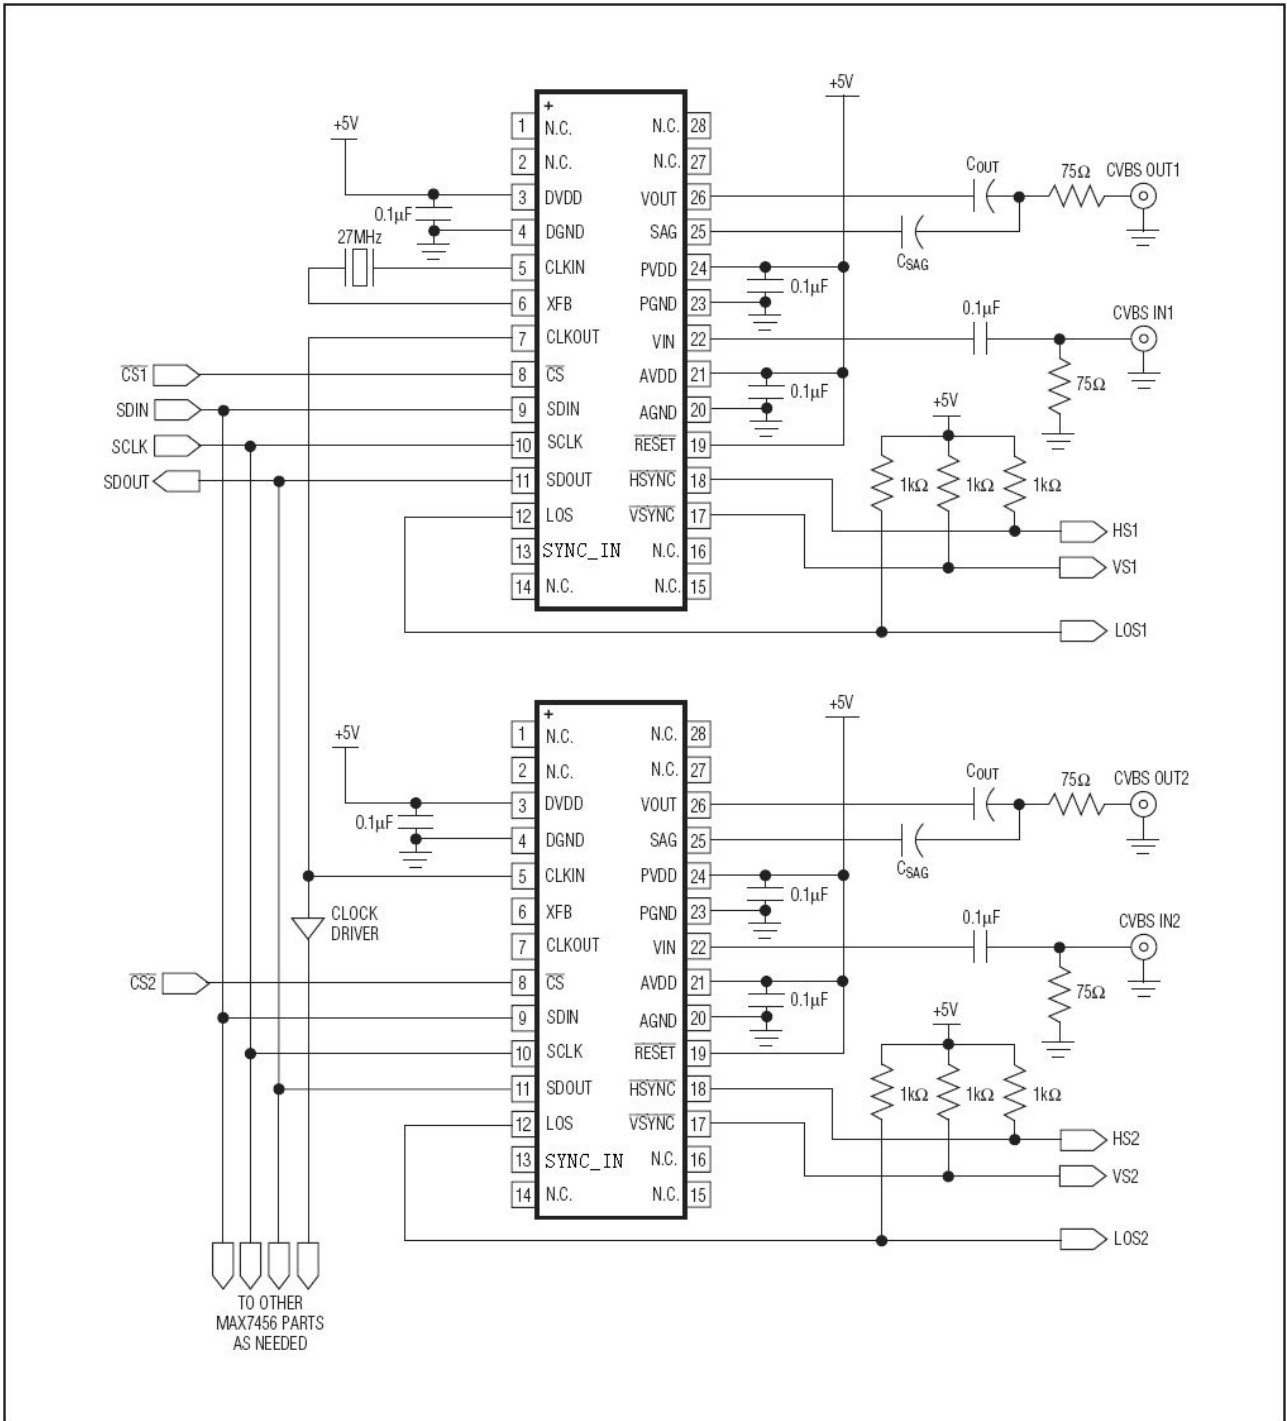 +5V
+5V
+
1 N.C. N.C. 28
2 N.C. N.C. 27
3 DVDD VOUT 26
4 DGND SAG 25
5 CLKIN PVDD 24
6 XFB PGND 23
7 CLKOUT VIN 22
8 CS AVDD 21
9 SDIN AGND 20
10 SCLK RESET 19
11 SDOUT HSYNC 18
12 LOS VSYNC 17
13 SYNC_IN N.C. 16
14 N.C. N.C. 15
0.1µF
27MHz
COUT
75Ω
CVBS OUT1
CSAG
0.1µF
0.1µF
CVBS IN1
75Ω
0.1µF
+5V
1kΩ 1kΩ 1kΩ
CS1
SDIN
SCLK
SDOUT
HS1
VS1
LOS1
+5V
+5V
+
1 N.C. N.C. 28
2 N.C. N.C. 27
3 DVDD VOUT 26
4 DGND SAG 25
5 CLKIN PVDD 24
6 XFB PGND 23
7 CLKOUT VIN 22
8 CS AVDD 21
9 SDIN AGND 20
10 SCLK RESET 19
11 SDOUT HSYNC 18
12 LOS VSYNC 17
13 SYNC_IN N.C. 16
14 N.C. N.C. 15
0.1µF
COUT
75Ω
CVBS OUT2
CSAG
0.1µF
0.1µF
CVBS IN2
75Ω
0.1µF
+5V
1kΩ 1kΩ 1kΩ
CLOCK
DRIVER
CS2
HS2
VS2
LOS2
TO OTHER
MAX7456 PARTS
AS NEEDED